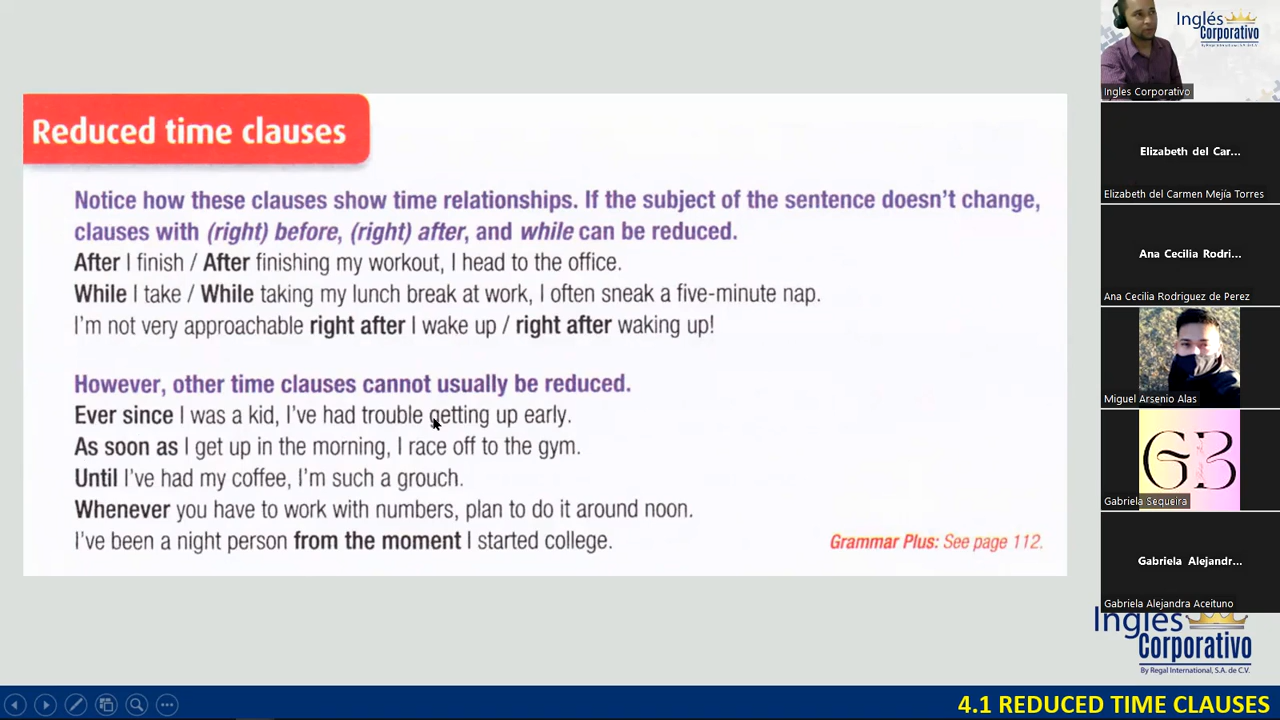 Reduced time clauses
Notice how these clauses show time relationships. If the subject of the sentence doesn't change,
clauses with (right) before, (right) after, and while can be reduced.
After I finish / After finishing my workout, I head to the office.
While I take / While taking my lunch break at work, I often sneak a five-minute nap.
I'm not very approachable right after I wake up / right after waking up!
However, other time clauses cannot usually be reduced.
Ever since I was a kid, I've had trouble getting up early.
As soon as I get up in the morning, I race off to the gym.
Until I've had my coffee, I'm such a grouch.
Whenever you have to work with numbers, plan to do it around noon.
I've been a night person from the moment I started college.
Grammar Plus: See page 112.
Inglés
Corporativo
By Regal International, S.A. de C.V.
Ingles Corporativo
Elizabeth del Car...
Elizabeth del Carmen Mejía Torres
Ana Cecilia Rodri...
Ana Cecilia Rodriguez de Perez
Miguel Arsenio Alas
GB
Gabriela Sequeira
Gabriela Alejandr...
Gabriela Alejandra Aceituno
Inglés
Corporativo
By Regal International, S.A. de C.V.
4.1 REDUCED TIME CLAUSES